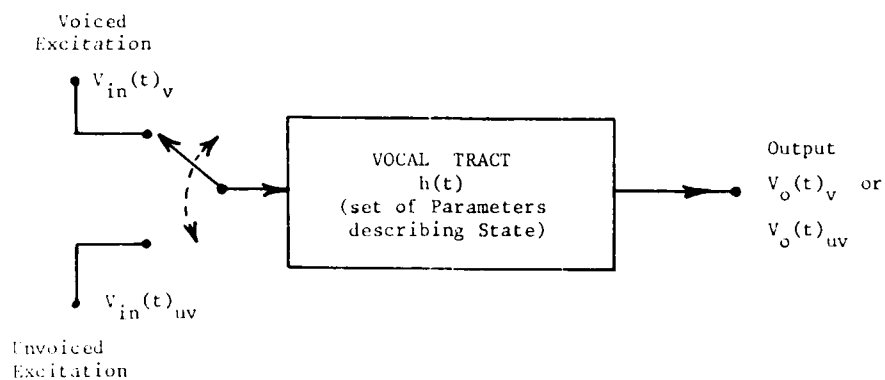 Voiced
Excitation
V_in(t)_v
VOCAL TRACT
h(t)
(set of Parameters
describing State)
Output
V_o(t)_v or
V_o(t)_uv
V_in(t)_uv
Unvoiced
Excitation